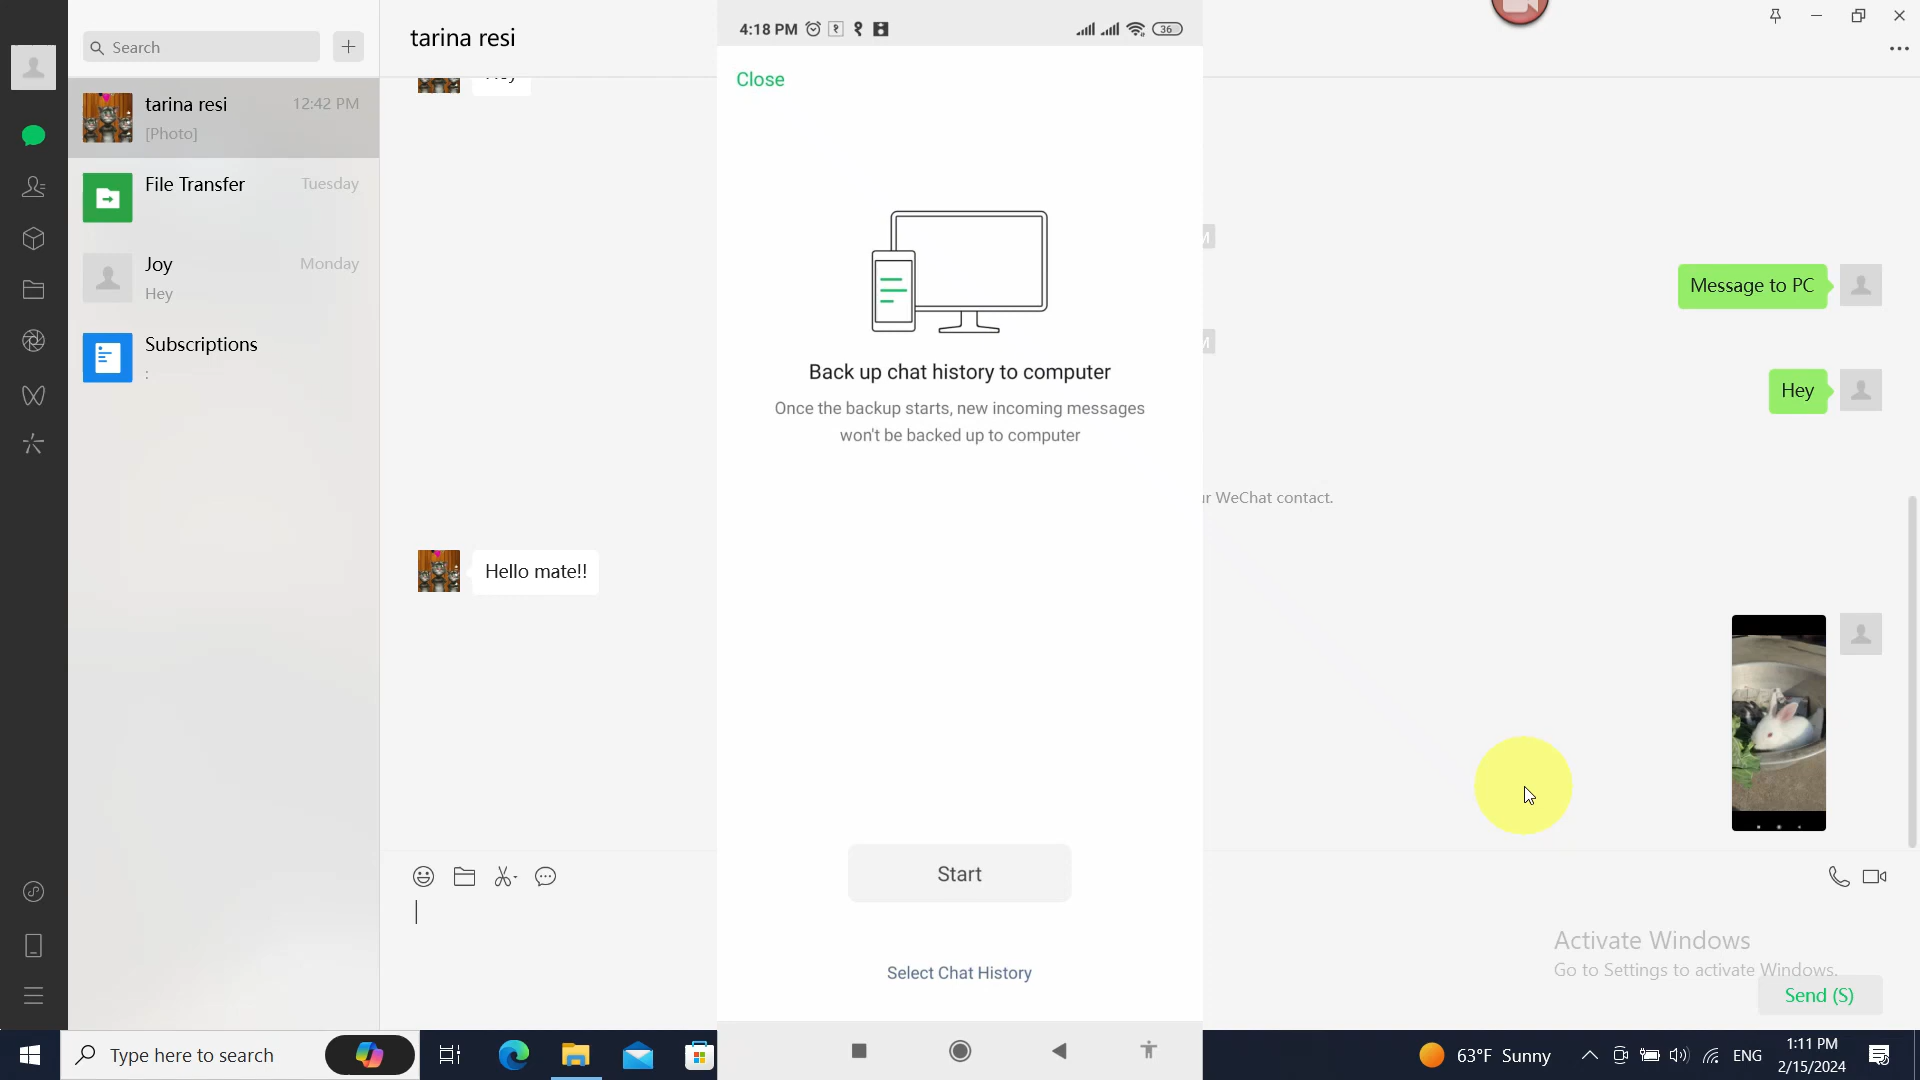 Search
tarina resi
12:42 PM
[Photo]
File Transfer
Tuesday
Joy
Monday
Hey
Subscriptions
:
tarina resi
4:18 PM
36
Close
Back up chat history to computer
Once the backup starts, new incoming messages
won't be backed up to computer
Start
Select Chat History
Message to PC
Hey
WeChat contact.
Hello mate!!
Activate Windows
Go to Settings to activate Windows.
Send (S)
Type here to search
63°F Sunny
ENG
1:11 PM
2/15/2024